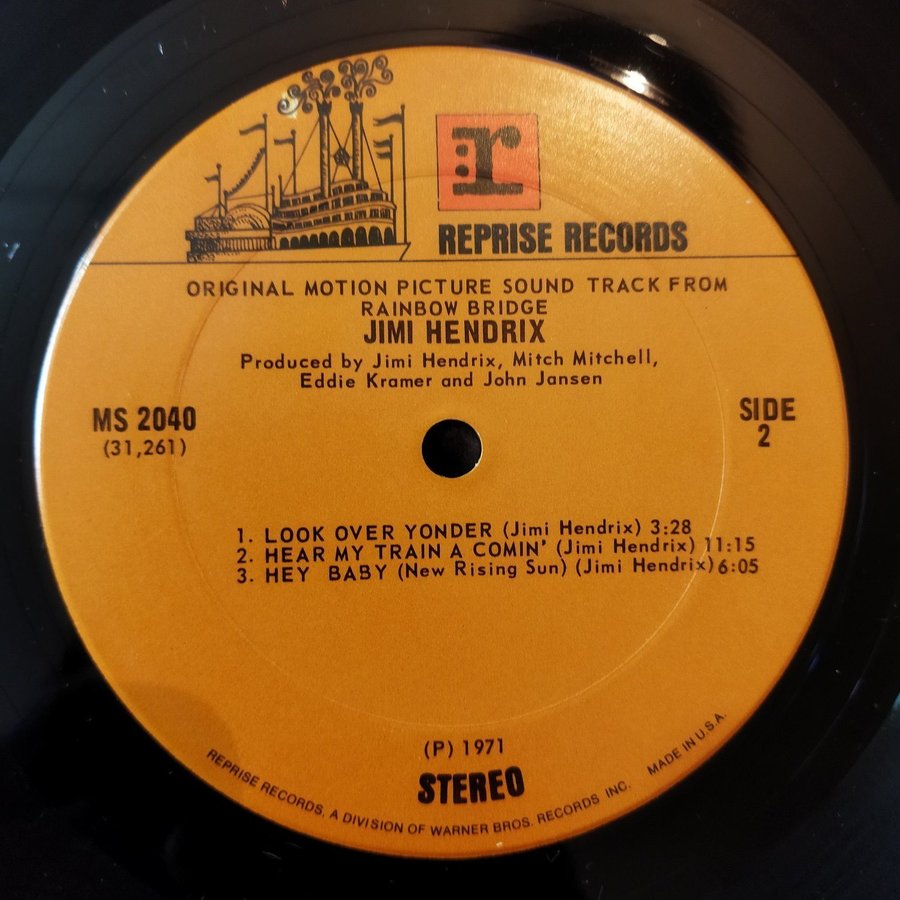 r
REPRISE RECORDS
ORIGINAL MOTION PICTURE SOUND TRACK FROM
RAINBOW BRIDGE
JIMI HENDRIX
Produced by Jimi Hendrix, Mitch Mitchell,
Eddie Kramer and John Jansen
MS 2040
(31,261)
SIDE
2
1. LOOK OVER YONDER (Jimi Hendrix) 3:28
2. HEAR MY TRAIN A COMIN' (Jimi Hendrix) 11:15
3. HEY BABY (New Rising Sun) (Jimi Hendrix) 6:05
(P) 1971
STEREO
REPRISE RECORDS, A DIVISION OF WARNER BROS. RECORDS INC. MADE IN U.S.A.